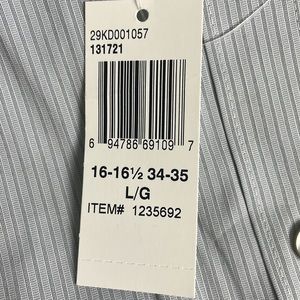 29KD001057
131721
6 94786 69109 7
16-16½ 34-35
L/G
ITEM# 1235692